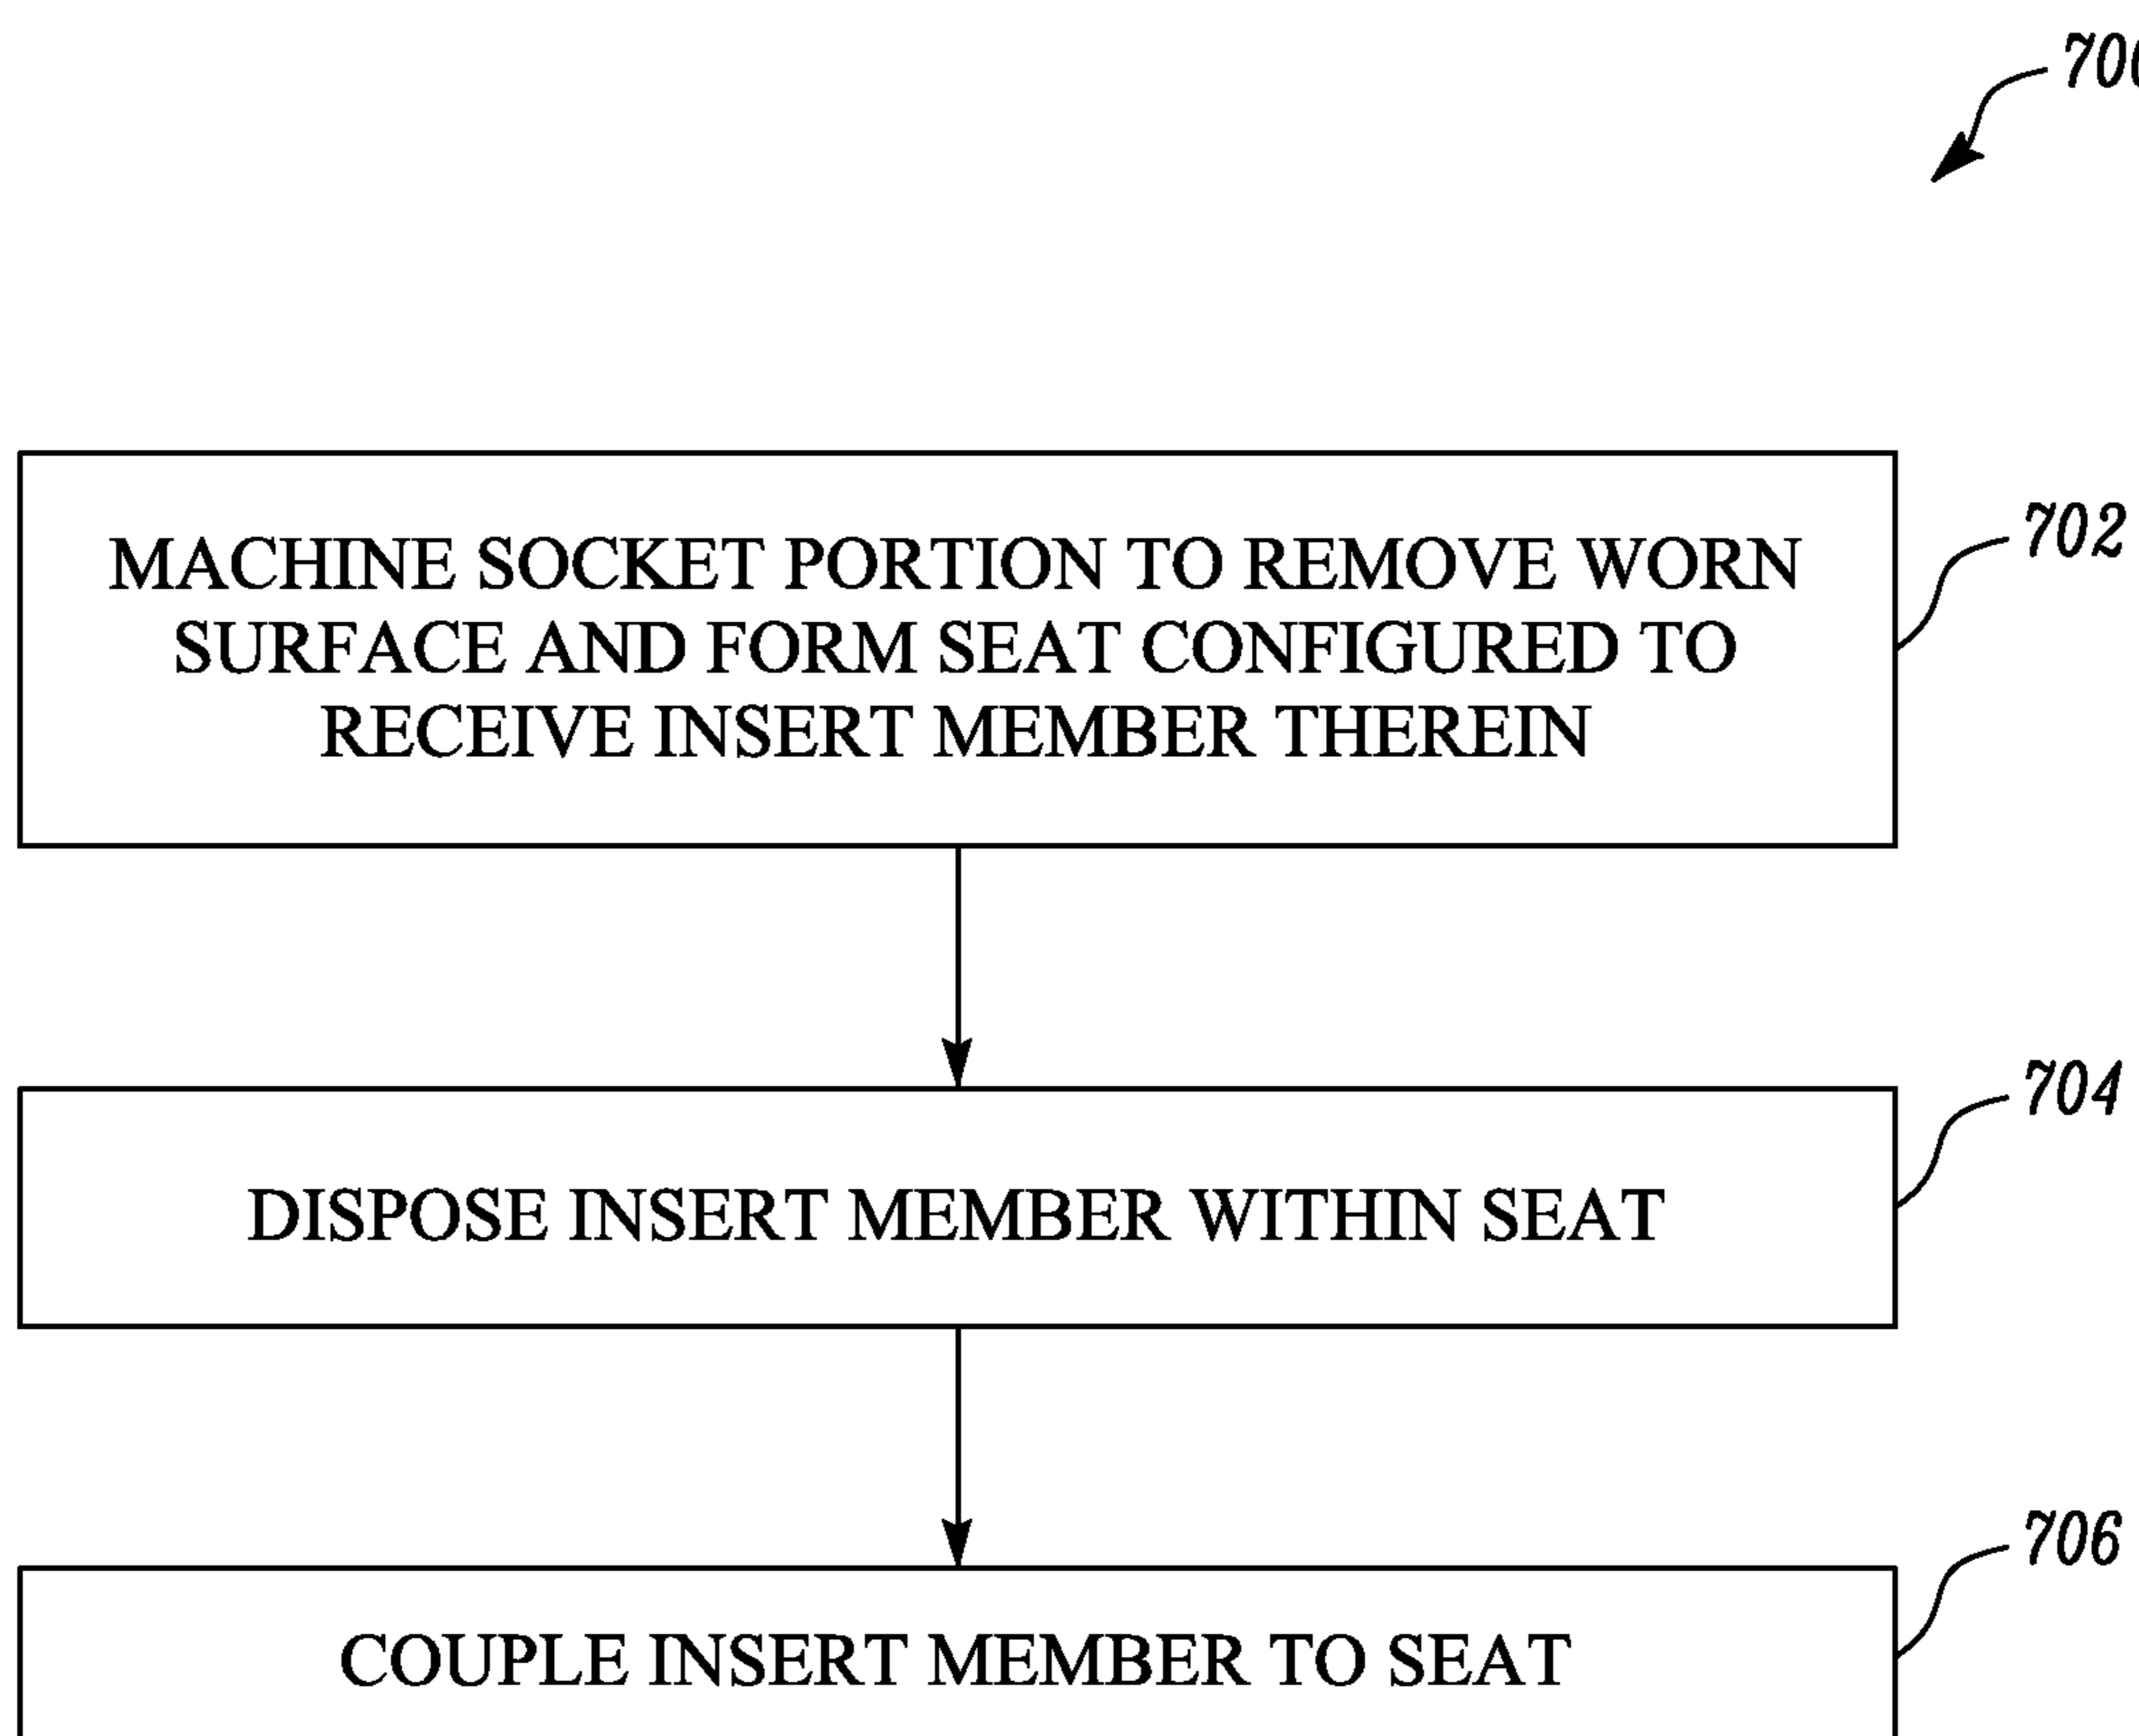 702
MACHINE SOCKET PORTION TO REMOVE WORN
SURFACE AND FORM SEAT CONFIGURED TO
RECEIVE INSERT MEMBER THEREIN
704
DISPOSE INSERT MEMBER WITHIN SEAT
706
COUPLE INSERT MEMBER TO SEAT